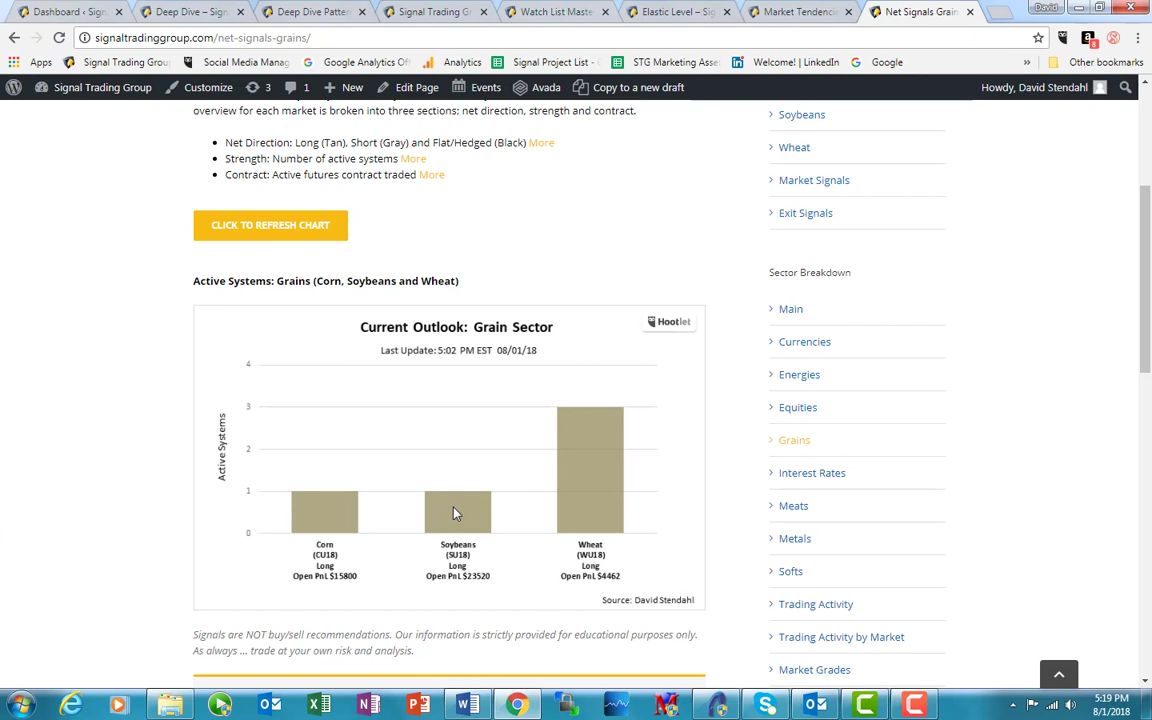 Dashboard ‹ Sign
Deep Dive – Signal
Deep Dive Pattern
Signal Trading Gr
Watch List Master
Elastic Level – Sig
Market Tendencie
Net Signals Grain
David
signaltradinggroup.com/net-signals-grains/
8
Apps
Signal Trading Grou
Social Media Manag
Google Analytics Of
Analytics
Signal Project List -
STG Marketing Asse
Welcome! | LinkedIn
Google
»
Other bookmarks
Signal Trading Group
Customize
3
1
New
Edit Page
Events
Avada
Copy to a new draft
Howdy, David Stendahl
overview for each market is broken into three sections; net direction, strength and contract.
• Net Direction: Long (Tan), Short (Gray) and Flat/Hedged (Black) More
• Strength: Number of active systems More
• Contract: Active futures contract traded More
CLICK TO REFRESH CHART
Active Systems: Grains (Corn, Soybeans and Wheat)
Current Outlook: Grain Sector
Hootlet
Last Update: 5:02 PM EST 08/01/18
Active Systems
4
3
2
1
0
Corn
(CU18)
Long
Open PnL $15800
Soybeans
(SU18)
Long
Open PnL $23520
Wheat
(WU18)
Long
Open PnL $4462
Source: David Stendahl
Signals are NOT buy/sell recommendations. Our information is strictly provided for educational purposes only.
As always ... trade at your own risk and analysis.
Soybeans
Wheat
Market Signals
Exit Signals
Sector Breakdown
Main
Currencies
Energies
Equities
Grains
Interest Rates
Meats
Metals
Softs
Trading Activity
Trading Activity by Market
Market Grades
5:19 PM
8/1/2018